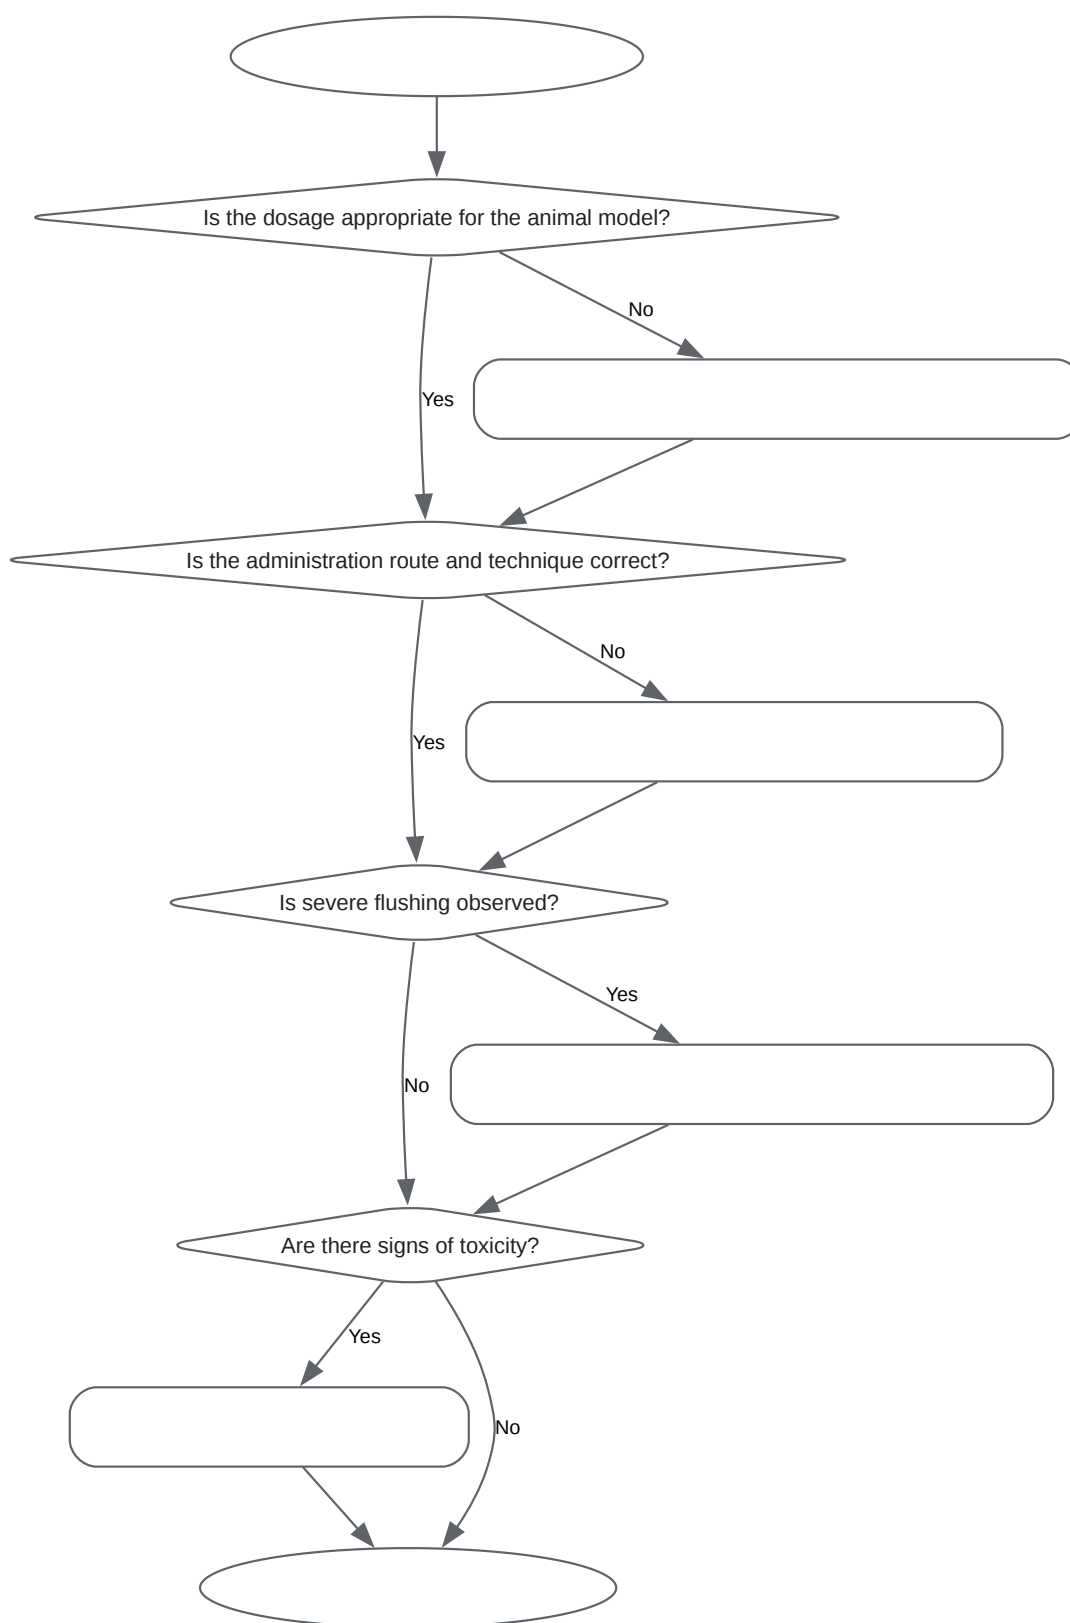 Is the dosage appropriate for the animal model?
No
Yes
Is the administration route and technique correct?
No
Yes
Is severe flushing observed?
Yes
No
Are there signs of toxicity?
Yes
No